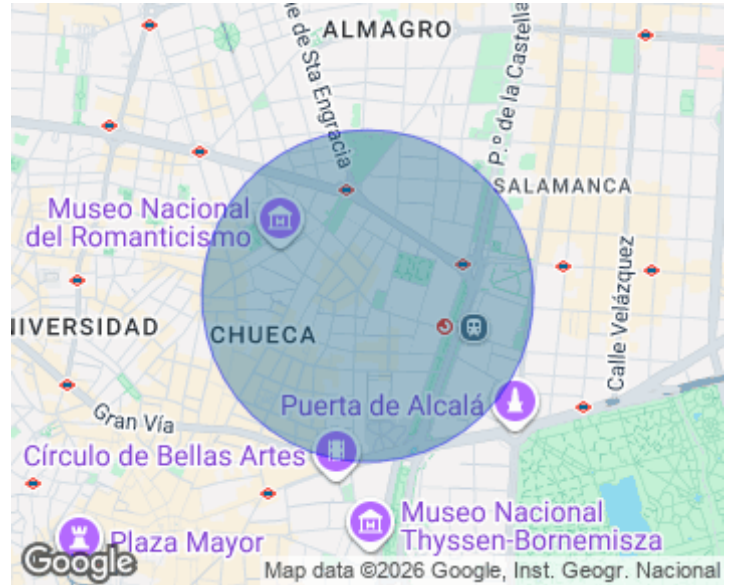 ALMAGRO
de de Sta Engracia
P.º de la Castella
SALAMANCA
Museo Nacional
del Romanticismo
IVERSIDAD
CHUECA
Calle Velázquez
Puerta de Alcalá
Gran Vía
Círculo de Bellas Artes
Museo Nacional
Thyssen-Bornemisza
Plaza Mayor
Google
Map data ©2026 Google, Inst. Geogr. Nacional